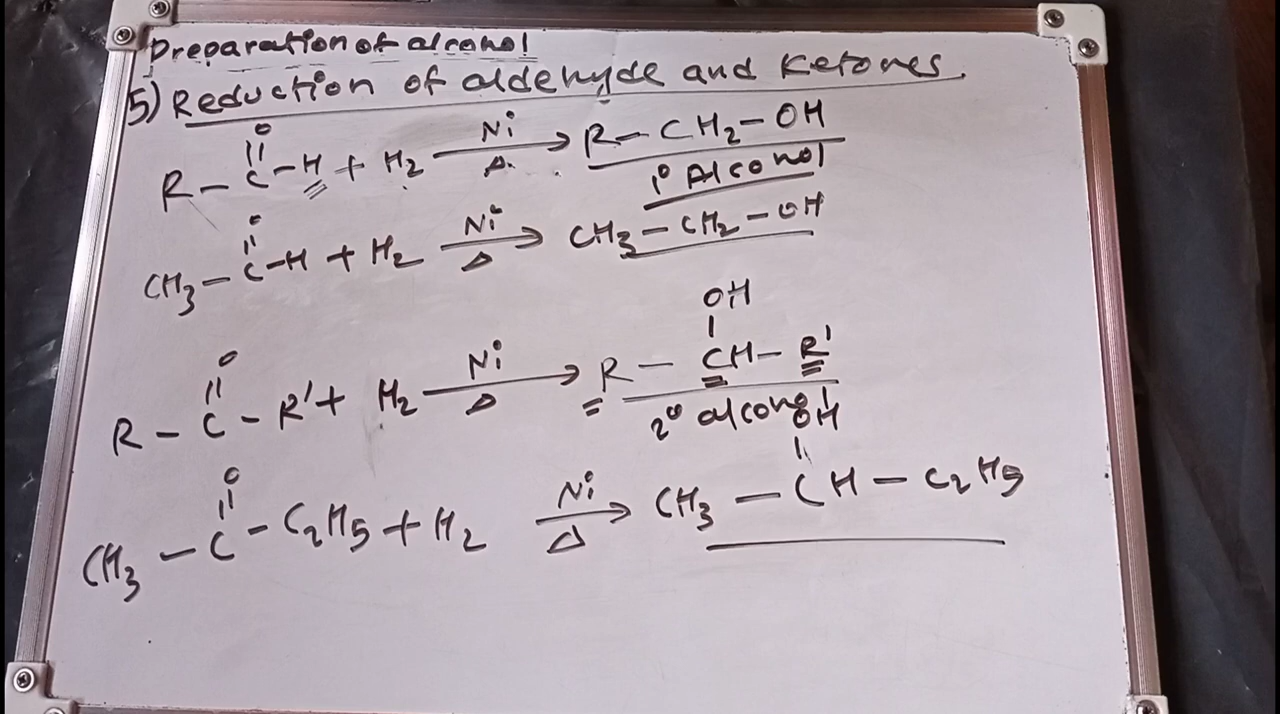 Preparation of alcohol
5) Reduction of aldehyde and Ketones.
O
||
R - C - H + H2 Ni Δ → R - CH2 - OH
1° Alcohol
O
||
CH3 - C - H + H2 Ni Δ → CH3 - CH2 - OH
OH
|
O
||
R - C - R' + H2 Ni Δ → R - CH - R'
2° alcohol
OH
||
O
||
CH3 - C - C2H5 + H2 Ni Δ → CH3 - CH - C2H5